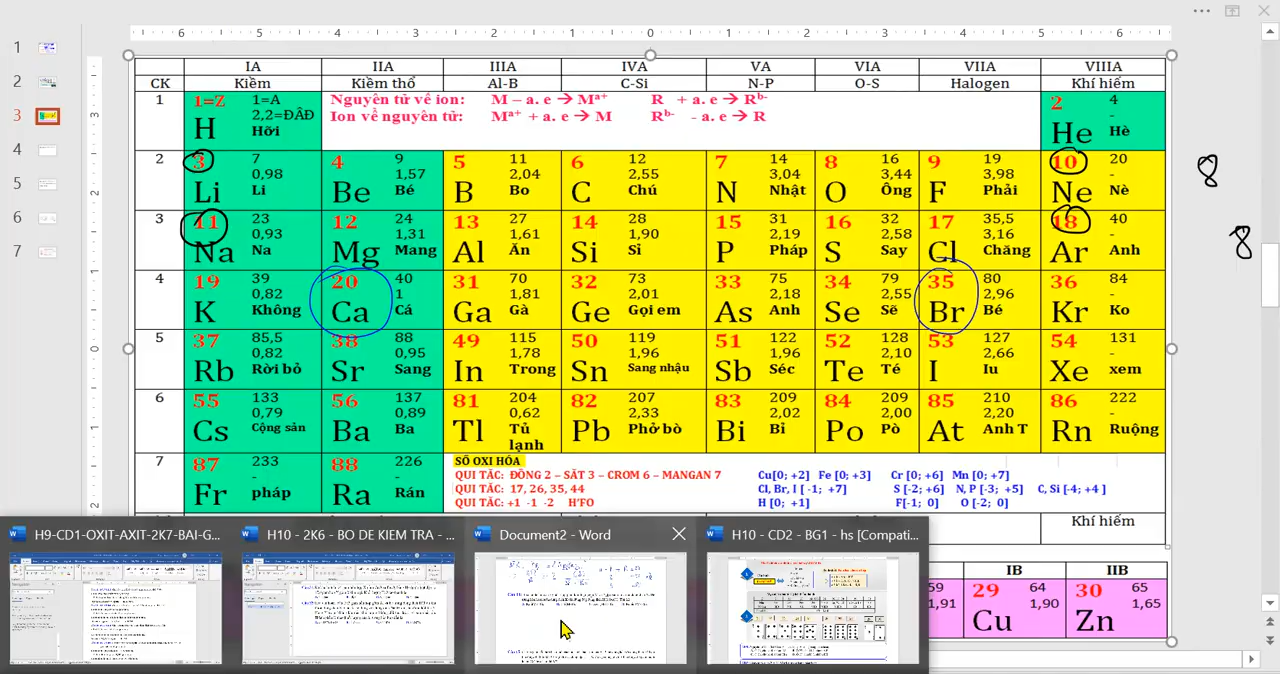 6 5 4 3 2 1 0 1 2 3 4 5 6
1
2
3
4
5
6
7
IA IIA IIIA IVA VA VIA VIIA VIIIA
CK Kiềm Kiềm thổ Al-B C-Si N-P O-S Halogen Khí hiếm
1 1=Z 1=A Nguyên tử về ion: M – a. e → Mᵃ⁺ R + a. e → Rᵇ⁻ 2 4
2,2=ĐÂĐ Ion về nguyên tử: Mᵃ⁺ + a. e → M Rᵇ⁻ - a. e → R -
H Hỡi He Hè
2 3 7 4 9 5 11 6 12 7 14 8 16 9 19 10 20
0,98 1,57 2,04 2,55 3,04 3,44 3,98 - 8
Li Li Be Bé B Bo C Chú N Nhật O Ông F Phải Ne Nè
3 11 23 12 24 13 27 14 28 15 31 16 32 17 35,5 18 40
0,93 1,31 1,61 1,90 2,19 2,58 3,16 - 8
Na Na Mg Mang Al Ăn Si Sỉ P Pháp S Say Cl Chăng Ar Anh
4 19 39 20 40 31 70 32 73 33 75 34 79 35 80 36 84
0,82 1 1,81 2,01 2,18 2,55 2,96 -
K Không Ca Cá Ga Gà Ge Gọi em As Anh Se Sẽ Br Bé Kr Ko
5 37 85,5 38 88 49 115 50 119 51 122 52 128 53 127 54 131
0,82 0,95 1,78 1,96 1,96 2,10 2,66 -
Rb Rời bỏ Sr Sang In Trong Sn Sang nhậu Sb Séc Te Té I Iu Xe xem
6 55 133 56 137 81 204 82 207 83 209 84 209 85 210 86 222
0,79 0,89 0,62 2,33 2,02 2,00 2,20 -
Cs Cộng sản Ba Ba Tl Tủ lạnh Pb Phở bò Bi Bỉ Po Pò At Anh T Rn Ruộng
7 87 233 88 226 SỐ OXI HÓA
- - QUI TẮC: ĐỒNG 2 – SẮT 3 – CROM 6 – MANGAN 7 Cu[0; +2] Fe [0; +3] Cr [0; +6] Mn [0; +7]
Fr pháp Ra Rán QUI TẮC: 17, 26, 35, 44 Cl, Br, I [ -1; +7] S [-2; +6] N, P [-3; +5] C, Si [-4; +4 ]
QUI TẮC: +1 -1 -2 H'FO H [0; +1] F[-1; 0] O [-2; 0]
Khí hiếm
H9-CD1-OXIT-AXIT-2K7-BAI-G...
H10 - 2K6 - BO DE KIEM TRA - ...
Document2 - Word
H10 - CD2 - BG1 - hs [Compati...
IB IIB
59 29 64 30 65
1,91 1,90 1,65
Cu Zn